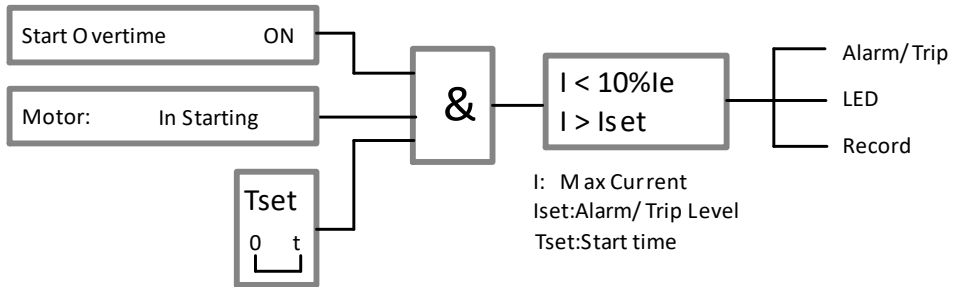 Start Overtime ON
Motor: In Starting
&
Tset
0 t
I < 10%Ie
I > Iset
Alarm/Trip
LED
Record
I: Max Current
Iset:Alarm/Trip Level
Tset:Start time